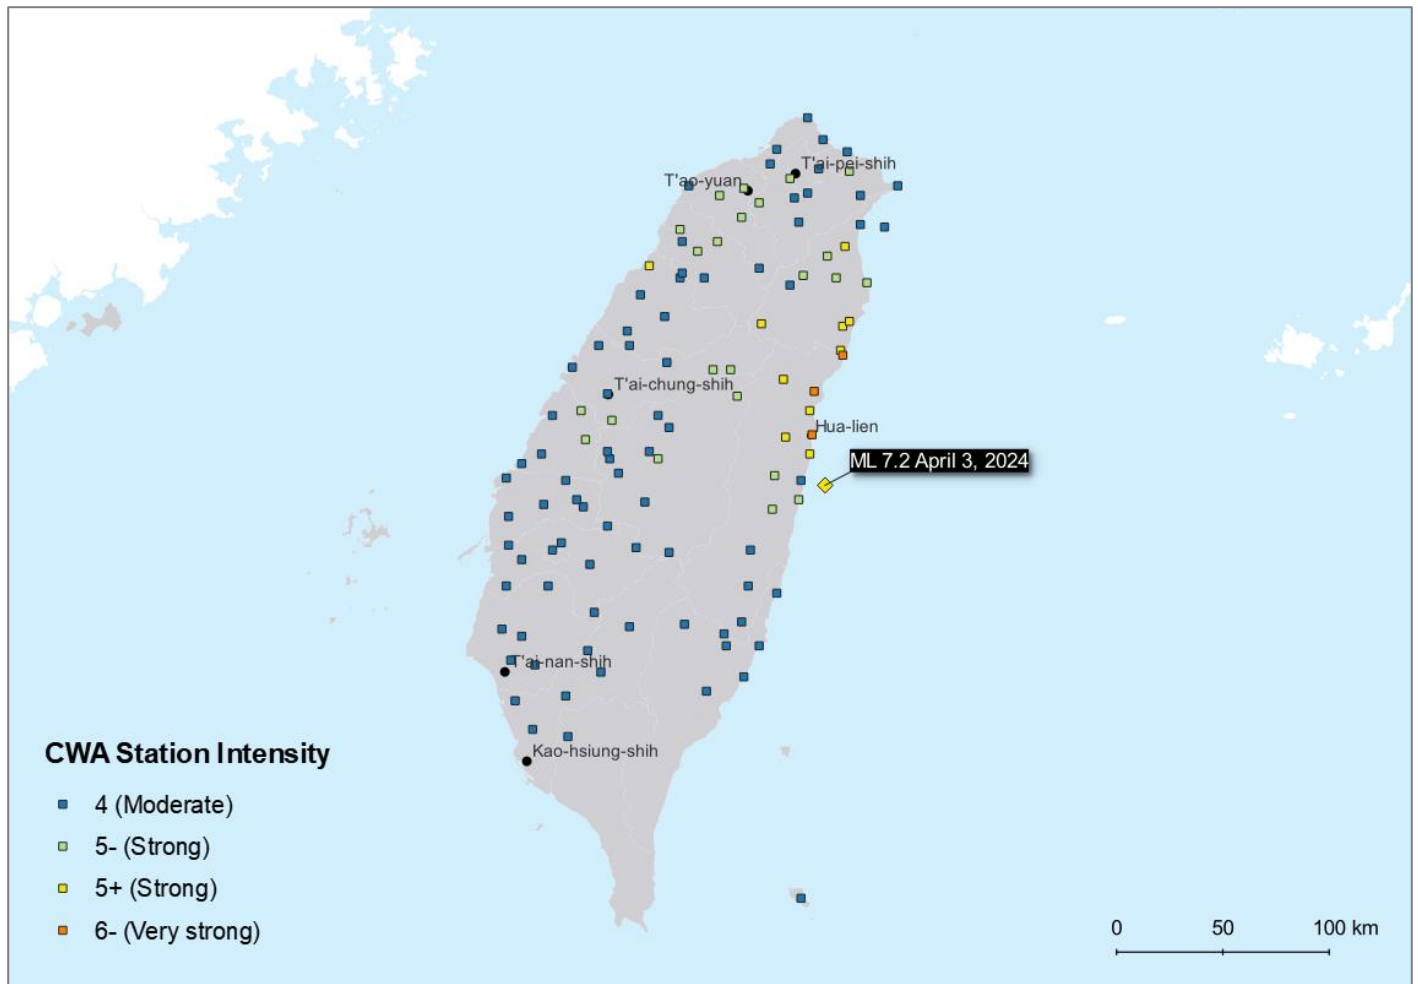 T'ai-pei-shih
T'ao-yuan
T'ai-chung-shih
Hua-lien
ML 7.2 April 3, 2024
T'ai-nan-shih
Kao-hsiung-shih
CWA Station Intensity
4 (Moderate)
5- (Strong)
5+ (Strong)
6- (Very strong)
0 50 100 km